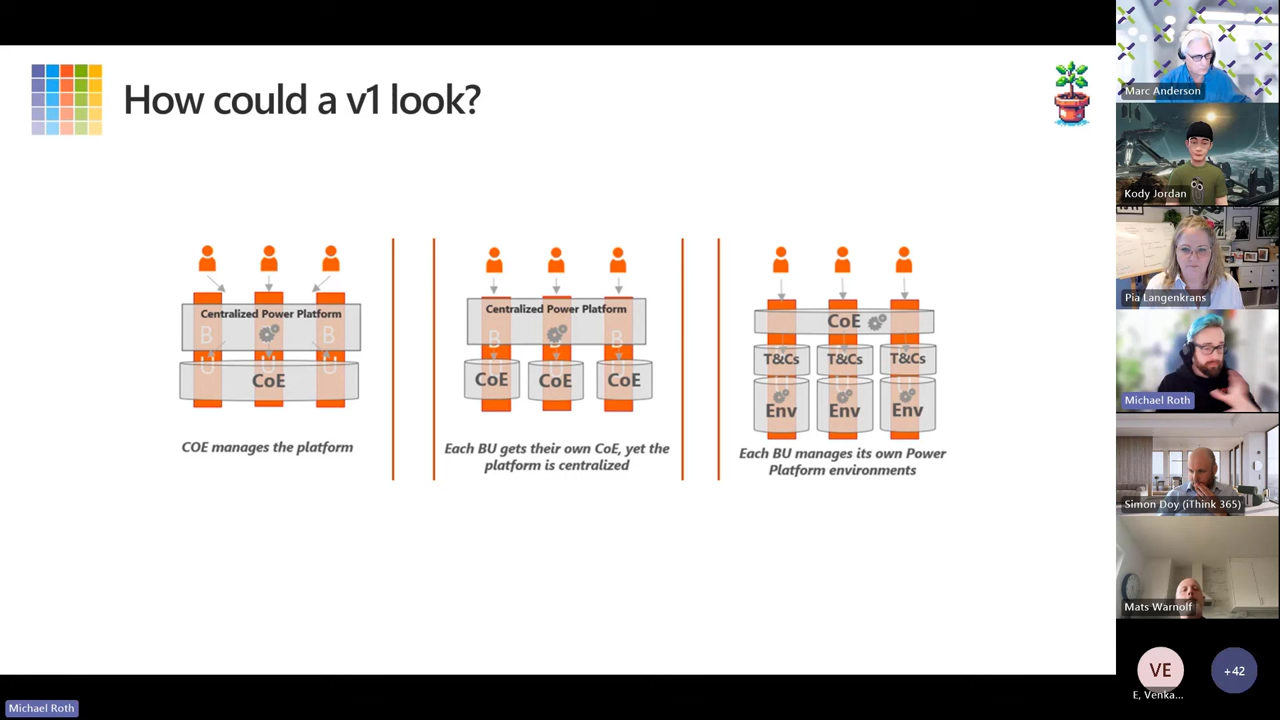 How could a v1 look?
Centralized Power Platform
B
B
U
U
U
CoE
COE manages the platform
Centralized Power Platform
B
B
B
U
U
U
CoE
CoE
CoE
Each BU gets their own CoE, yet the
platform is centralized
CoE
T&Cs
T&Cs
T&Cs
Env
Env
Env
Each BU manages its own Power
Platform environments
Marc Anderson
Kody Jordan
Pia Langenkrans
Michael Roth
Simon Doy (iThink 365)
Mats Warnolf
VE
+42
E, Venka...
Michael Roth